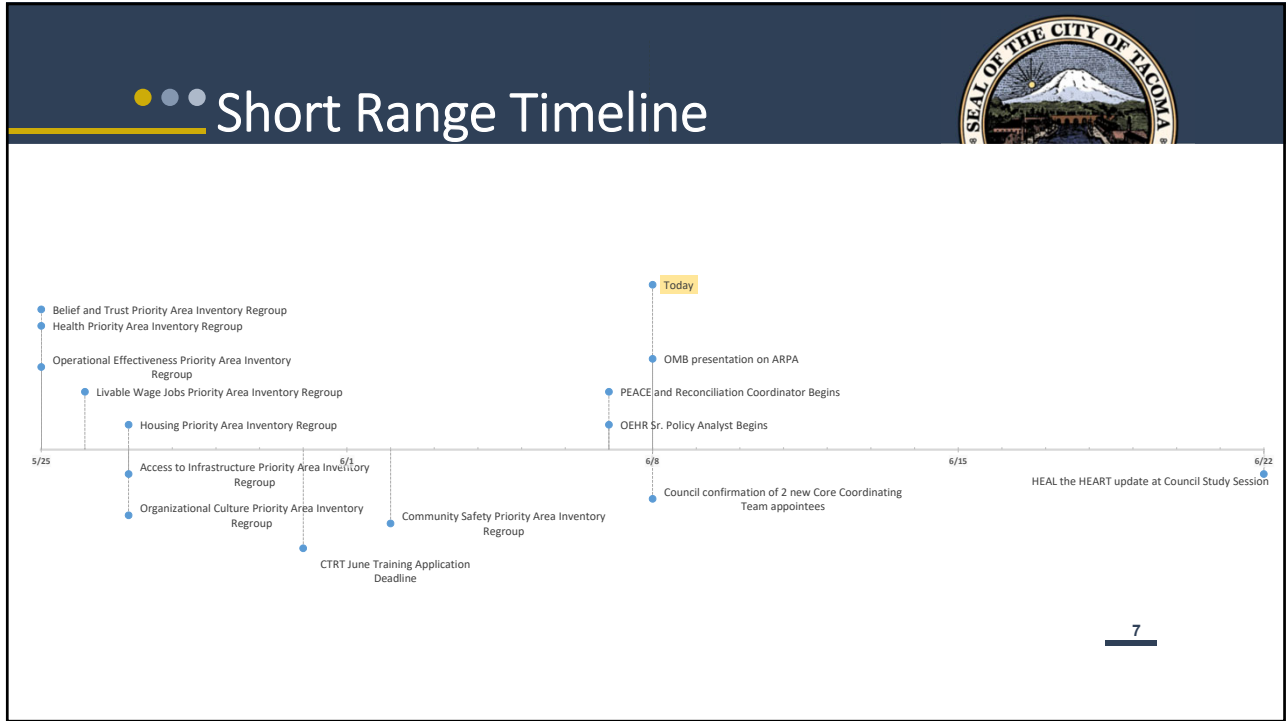 Short Range Timeline
SEAL OF THE CITY OF TACOMA
Today
Belief and Trust Priority Area Inventory Regroup
Health Priority Area Inventory Regroup
Operational Effectiveness Priority Area Inventory
Regroup
OMB presentation on ARPA
Livable Wage Jobs Priority Area Inventory Regroup
PEACE and Reconciliation Coordinator Begins
Housing Priority Area Inventory Regroup
OEHR Sr. Policy Analyst Begins
5/25
6/1
6/8
6/15
6/22
Access to Infrastructure Priority Area Inventory
Regroup
HEAL the HEART update at Council Study Session
Organizational Culture Priority Area Inventory
Regroup
Community Safety Priority Area Inventory
Regroup
Council confirmation of 2 new Core Coordinating
Team appointees
CTRT June Training Application
Deadline
7